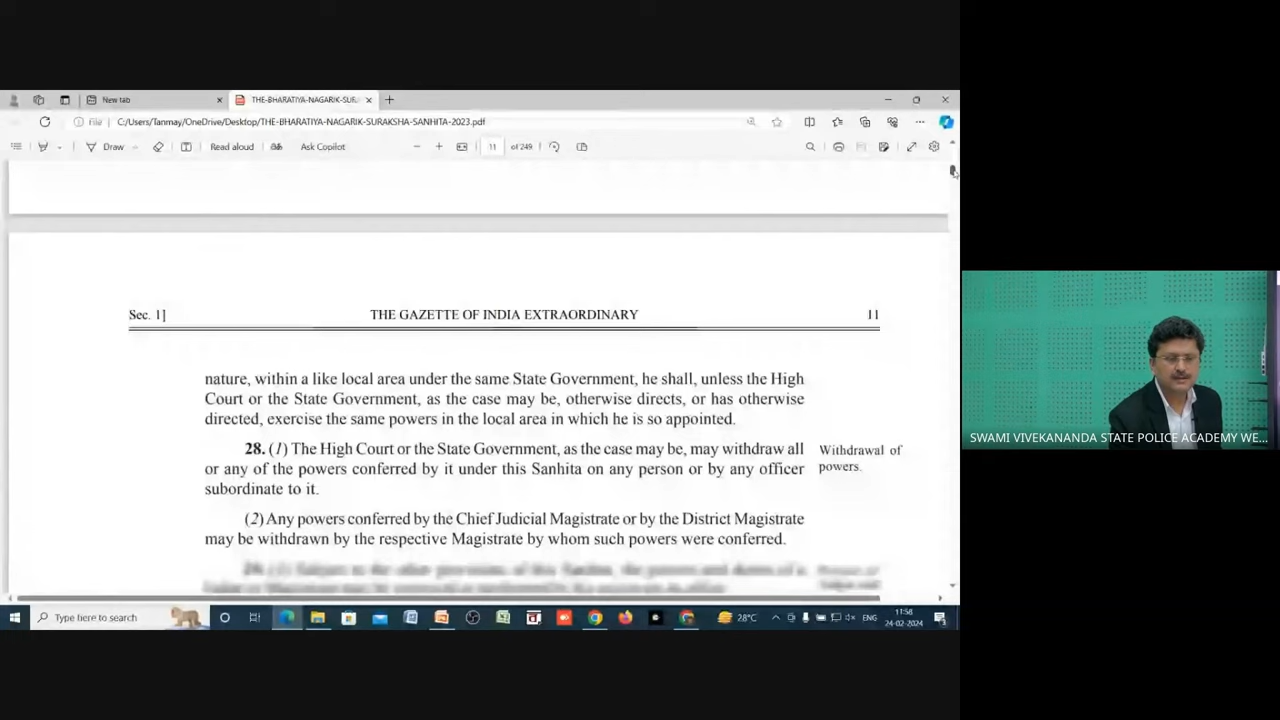 New tab
THE-BHARATIYA-NAGARIK-SUR
File
C:/Users/Tanmay/OneDrive/Desktop/THE-BHARATIYA-NAGARIK-SURAKSHA-SANHITA-2023.pdf
Draw
Read aloud
Ask Copilot
11 of 249
Sec. 1]
THE GAZETTE OF INDIA EXTRAORDINARY
11
nature, within a like local area under the same State Government, he shall, unless the High
Court or the State Government, as the case may be, otherwise directs, or has otherwise
directed, exercise the same powers in the local area in which he is so appointed.
28. (1) The High Court or the State Government, as the case may be, may withdraw all
or any of the powers conferred by it under this Sanhita on any person or by any officer
subordinate to it.
Withdrawal of
powers.
(2) Any powers conferred by the Chief Judicial Magistrate or by the District Magistrate
may be withdrawn by the respective Magistrate by whom such powers were conferred.
SWAMI VIVEKANANDA STATE POLICE ACADEMY WE...
Type here to search
28°C
ENG
11:58
24-02-2024